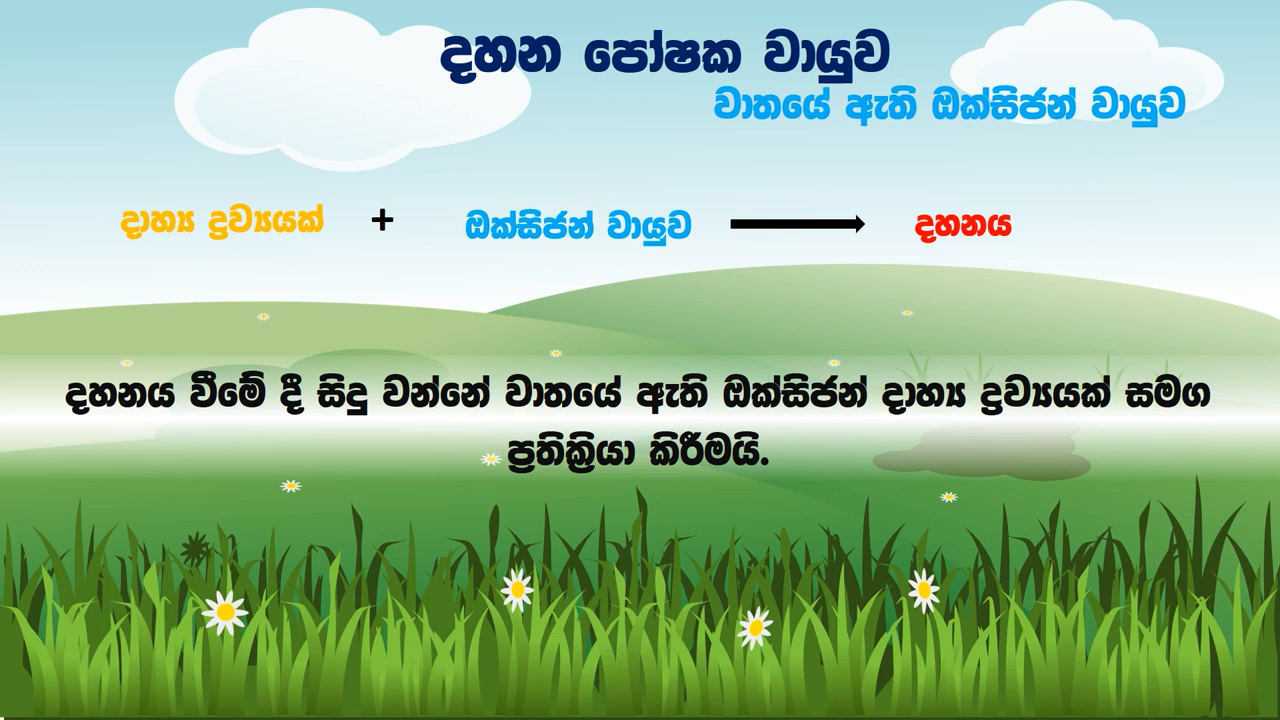 දහන පෝෂක වායුව
වාතයේ ඇති ඔක්සිජන් වායුව
දාහ්‍ය ද්‍රව්‍යයක් + ඔක්සිජන් වායුව ⟶ දහනය
දහනය වීමේ දී සිදු වන්නේ වාතයේ ඇති ඔක්සිජන් දාහ්‍ය ද්‍රව්‍යයක් සමග
ප්‍රතික්‍රියා කිරීමයි.